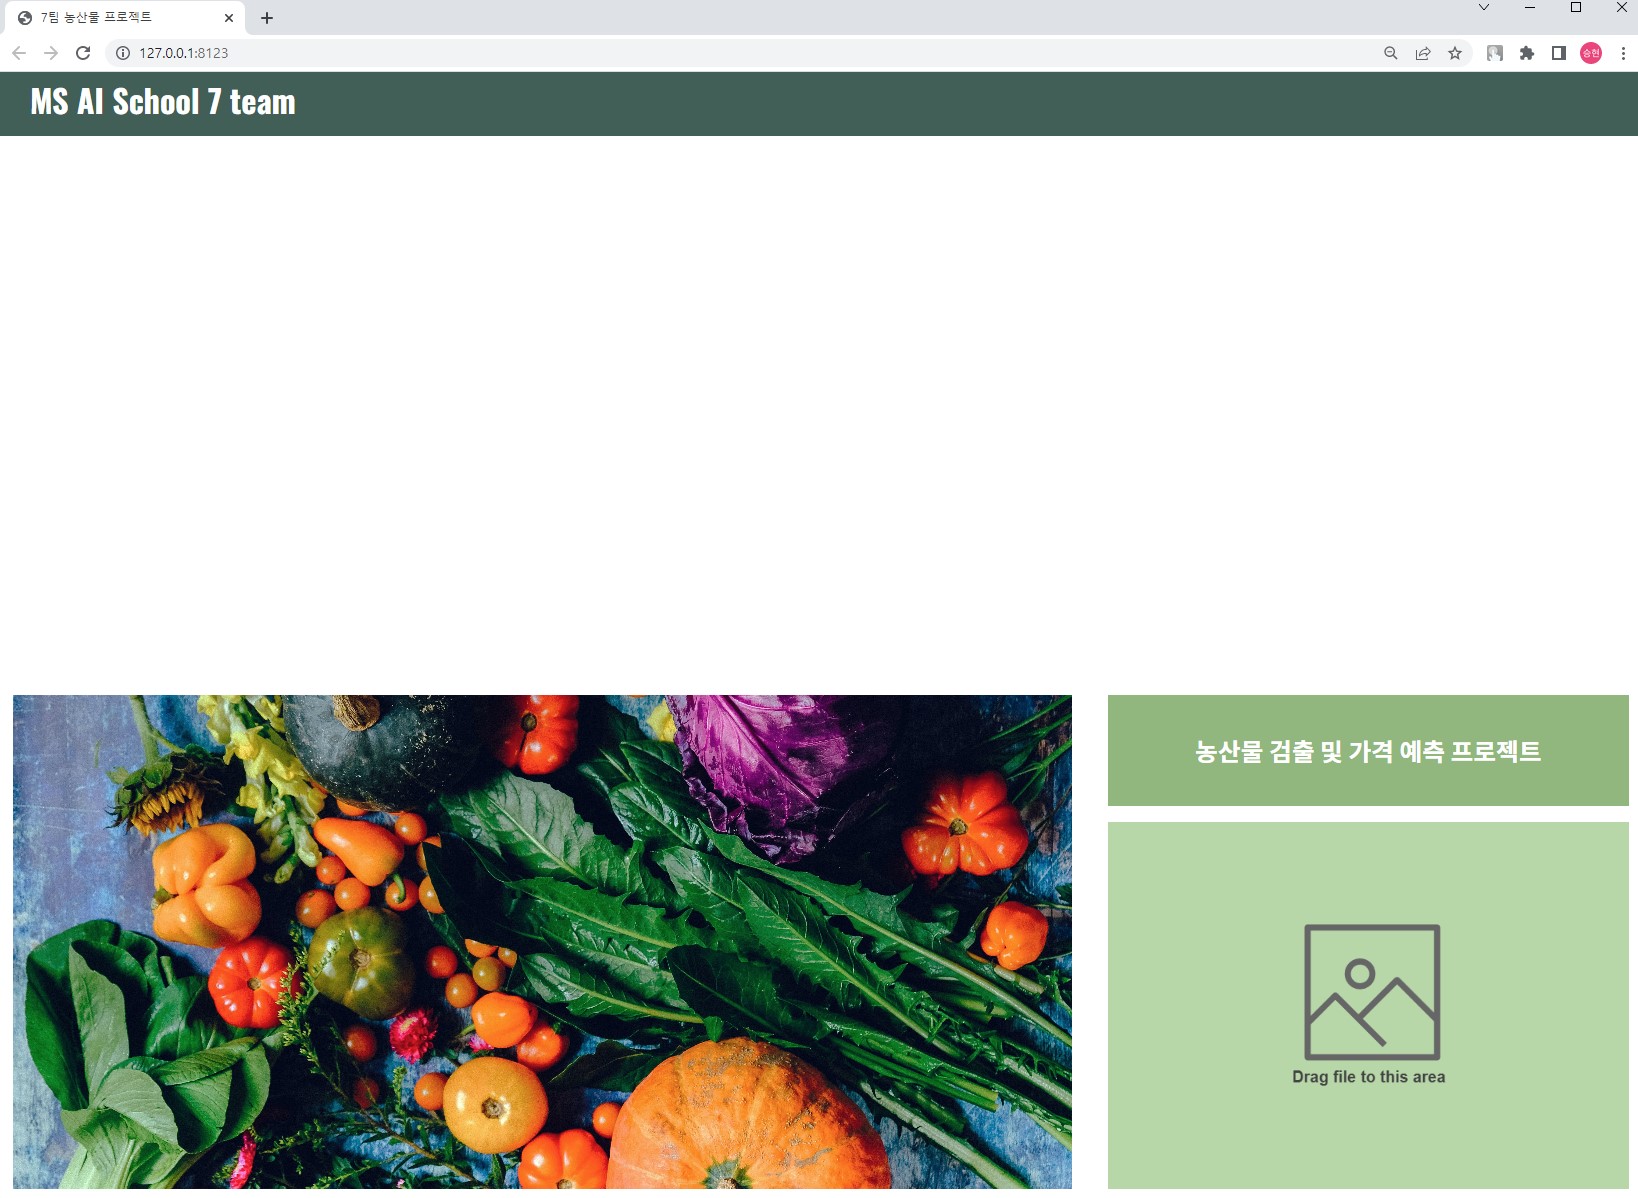 7팀 농산물 프로젝트
127.0.0.1:8123
승현
MS AI School 7 team
농산물 검출 및 가격 예측 프로젝트
Drag file to this area